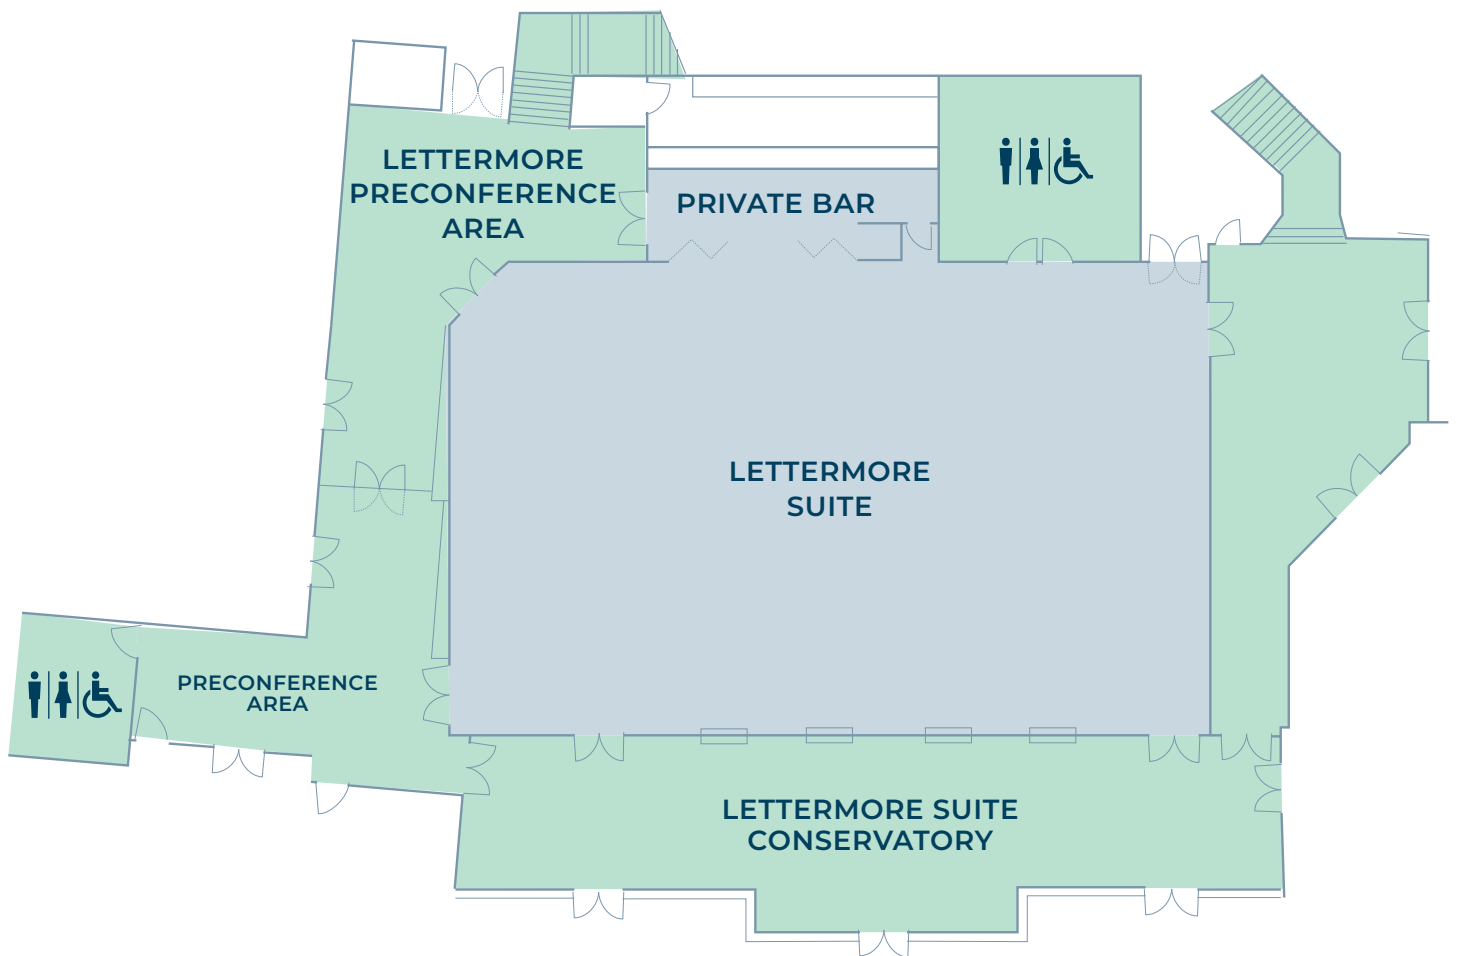 LETTERMORE
PRECONFERENCE
AREA
PRIVATE BAR
LETTERMORE
SUITE
PRECONFERENCE
AREA
LETTERMORE SUITE
CONSERVATORY